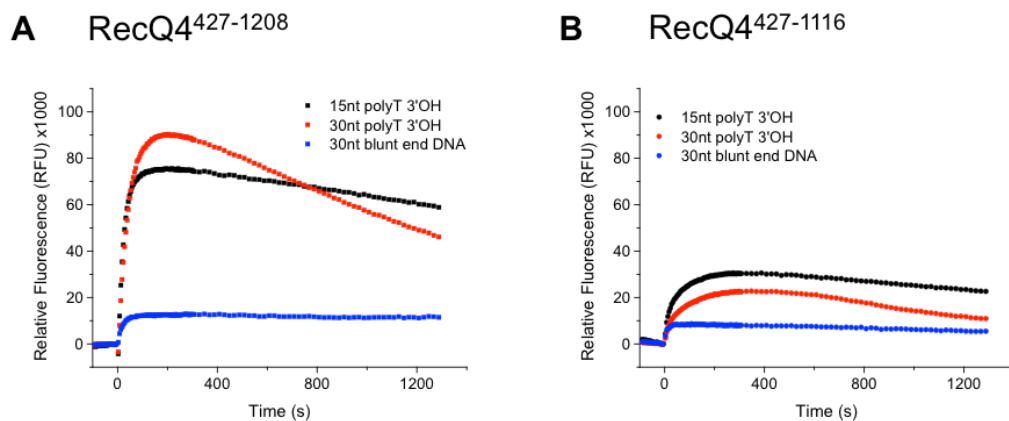 A RecQ4427-1208
Relative Fluorescence (RFU) x1000
100
80
60
40
20
0
15nt polyT 3'OH
30nt polyT 3'OH
30nt blunt end DNA
0 400 800 1200
Time (s)
B RecQ4427-1116
Relative Fluorescence (RFU) x1000
100
80
60
40
20
0
15nt polyT 3'OH
30nt polyT 3'OH
30nt blunt end DNA
0 400 800 1200
Time (s)